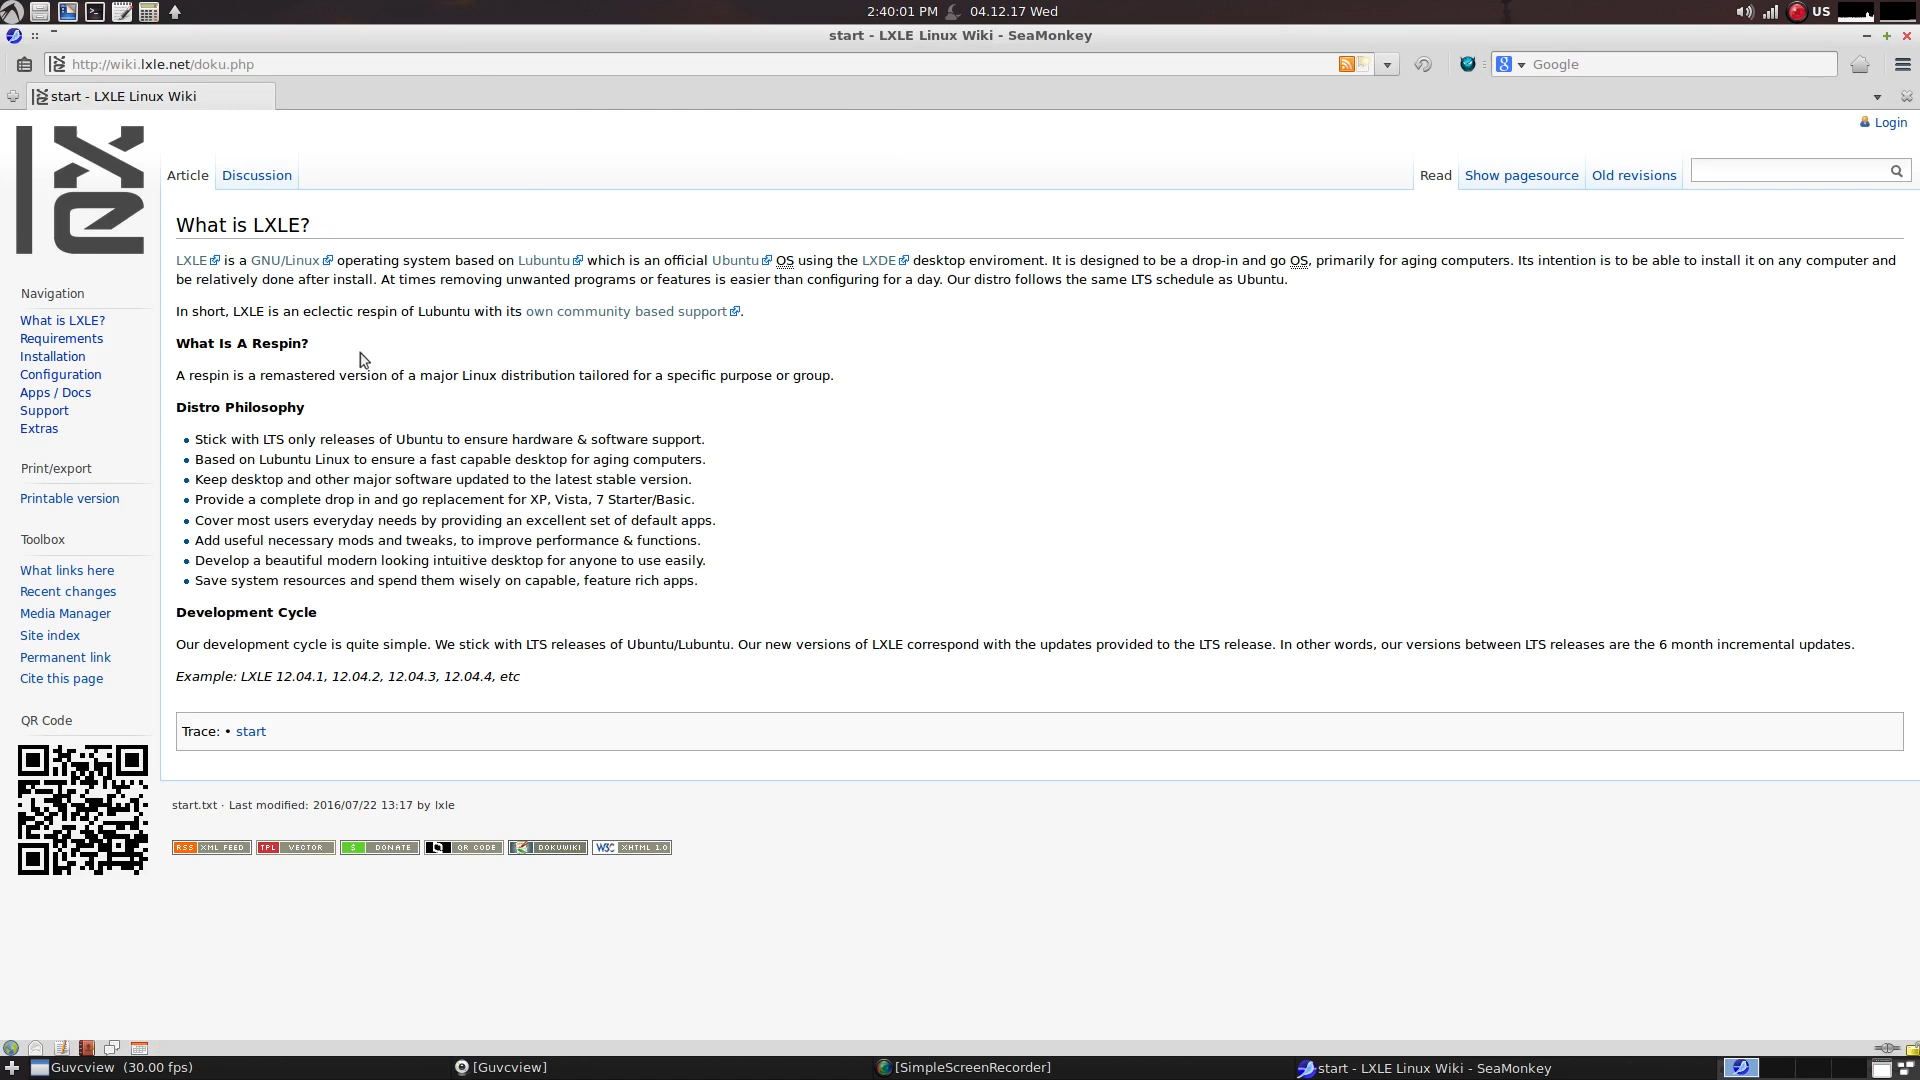 2:40:01 PM 04.12.17 Wed US
start - LXLE Linux Wiki - SeaMonkey
http://wiki.lxle.net/doku.php Google
start - LXLE Linux Wiki
Login
Article Discussion Read Show pagesource Old revisions
What is LXLE?
LXLE is a GNU/Linux operating system based on Lubuntu which is an official Ubuntu OS using the LXDE desktop enviroment. It is designed to be a drop-in and go OS, primarily for aging computers. Its intention is to be able to install it on any computer and
be relatively done after install. At times removing unwanted programs or features is easier than configuring for a day. Our distro follows the same LTS schedule as Ubuntu.
In short, LXLE is an eclectic respin of Lubuntu with its own community based support.
What Is A Respin?
A respin is a remastered version of a major Linux distribution tailored for a specific purpose or group.
Distro Philosophy
Stick with LTS only releases of Ubuntu to ensure hardware & software support.
Based on Lubuntu Linux to ensure a fast capable desktop for aging computers.
Keep desktop and other major software updated to the latest stable version.
Provide a complete drop in and go replacement for XP, Vista, 7 Starter/Basic.
Cover most users everyday needs by providing an excellent set of default apps.
Add useful necessary mods and tweaks, to improve performance & functions.
Develop a beautiful modern looking intuitive desktop for anyone to use easily.
Save system resources and spend them wisely on capable, feature rich apps.
Development Cycle
Our development cycle is quite simple. We stick with LTS releases of Ubuntu/Lubuntu. Our new versions of LXLE correspond with the updates provided to the LTS release. In other words, our versions between LTS releases are the 6 month incremental updates.
Example: LXLE 12.04.1, 12.04.2, 12.04.3, 12.04.4, etc
Trace: • start
start.txt · Last modified: 2016/07/22 13:17 by lxle
RSS XML FEED TPL VECTOR $ DONATE QR CODE DOKUWIKI W3C XHTML 1.0
Navigation
What is LXLE?
Requirements
Installation
Configuration
Apps / Docs
Support
Extras
Print/export
Printable version
Toolbox
What links here
Recent changes
Media Manager
Site index
Permanent link
Cite this page
QR Code
Guvcview (30.00 fps) [Guvcview] [SimpleScreenRecorder] start - LXLE Linux Wiki - SeaMonkey